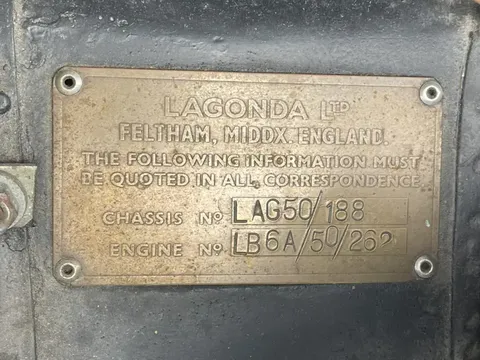 LAGONDA LTD
FELTHAM, MIDDX. ENGLAND.
THE FOLLOWING INFORMATION MUST
BE QUOTED IN ALL CORRESPONDENCE
CHASSIS No LAG50/188
ENGINE No LB6A/50/262